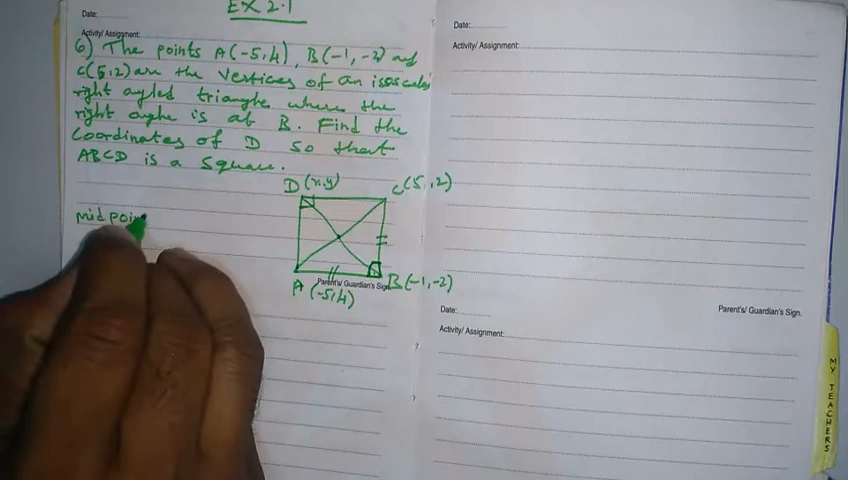 EX 2.1
Date:
Activity/ Assignment:
6) The points A(-5,4), B(-1, -2) and
C(5,2) are the vertices of an isosceles
right angled triangle where the
right angle is at B. Find the
coordinates of D so that
ABCD is a Square.
D (x,y)
C(5,,2)
mid poin
A (-5,4)
B(-1,-2)
Parent's/ Guardian's Sign.
Date:
Activity/ Assignment:
Parent's/ Guardian's Sign.
Date:
Activity/ Assignment:
MY TEACHERS